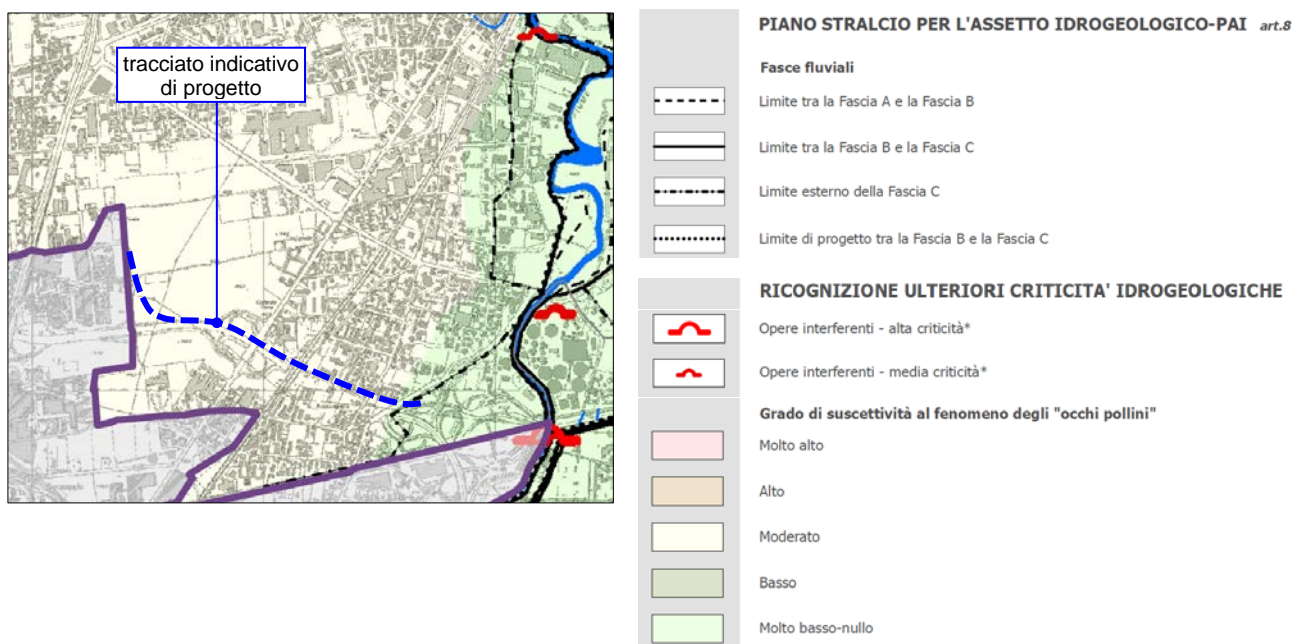 tracciato indicativo
di progetto
PIANO STRALCIO PER L'ASSETTO IDROGEOLOGICO-PAI art.8
Fasce fluviali
Limite tra la Fascia A e la Fascia B
Limite tra la Fascia B e la Fascia C
Limite esterno della Fascia C
Limite di progetto tra la Fascia B e la Fascia C
RICOGNIZIONE ULTERIORI CRITICITA' IDROGEOLOGICHE
Opere interferenti - alta criticità*
Opere interferenti - media criticità*
Grado di suscettività al fenomeno degli "occhi pollini"
Molto alto
Alto
Moderato
Basso
Molto basso-nullo